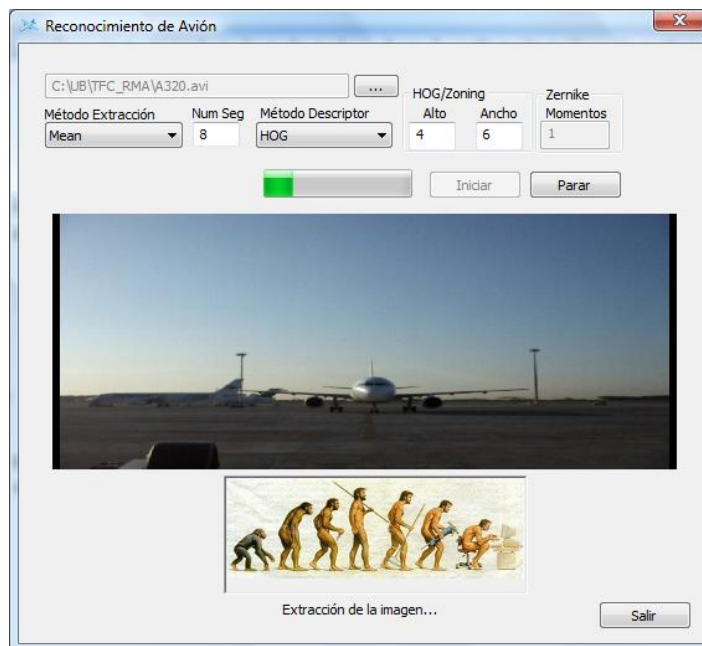 Reconocimiento de Avión
C:\UB\TFC_RMA\A320.avi
...
HOG/Zoning
Zernike
Método Extracción
Num Seg
Método Descriptor
Alto
Ancho
Momentos
Mean
8
HOG
4
6
1
Iniciar
Parar
Extracción de la imagen...
Salir